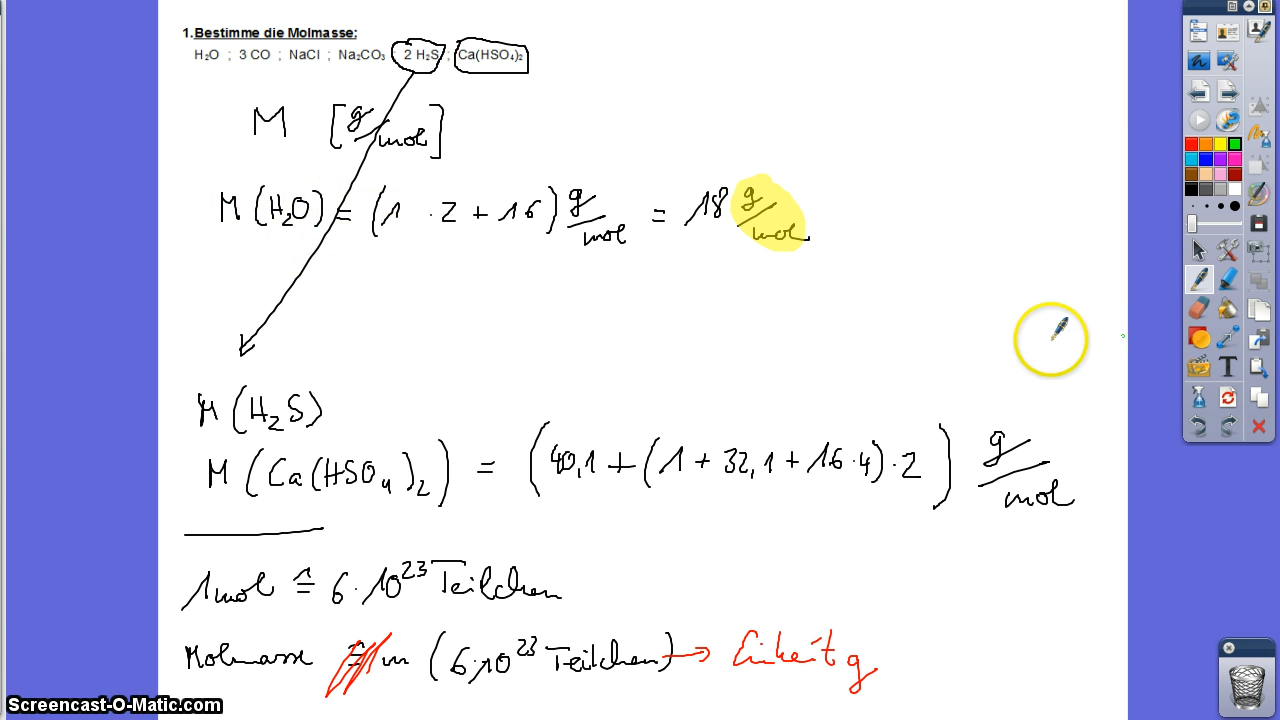 1.Bestimme die Molmasse:
H₂O ; 3 CO ; NaCl ; Na₂CO₃ ; 2 H₂S ; Ca(HSO₄)₂
M [g/mol]
M (H₂O) = (1 · 2 + 16) g/mol = 18 g/mol
M (H₂S)
M (Ca(HSO₄)₂) = (40,1 + (1 + 32,1 + 16 · 4) · 2) g/mol
1 mol ≙ 6 · 10²³ Teilchen
Molmasse ≙ m (6 · 10²³ Teilchen) → Einheit g
Screencast-O-Matic.com